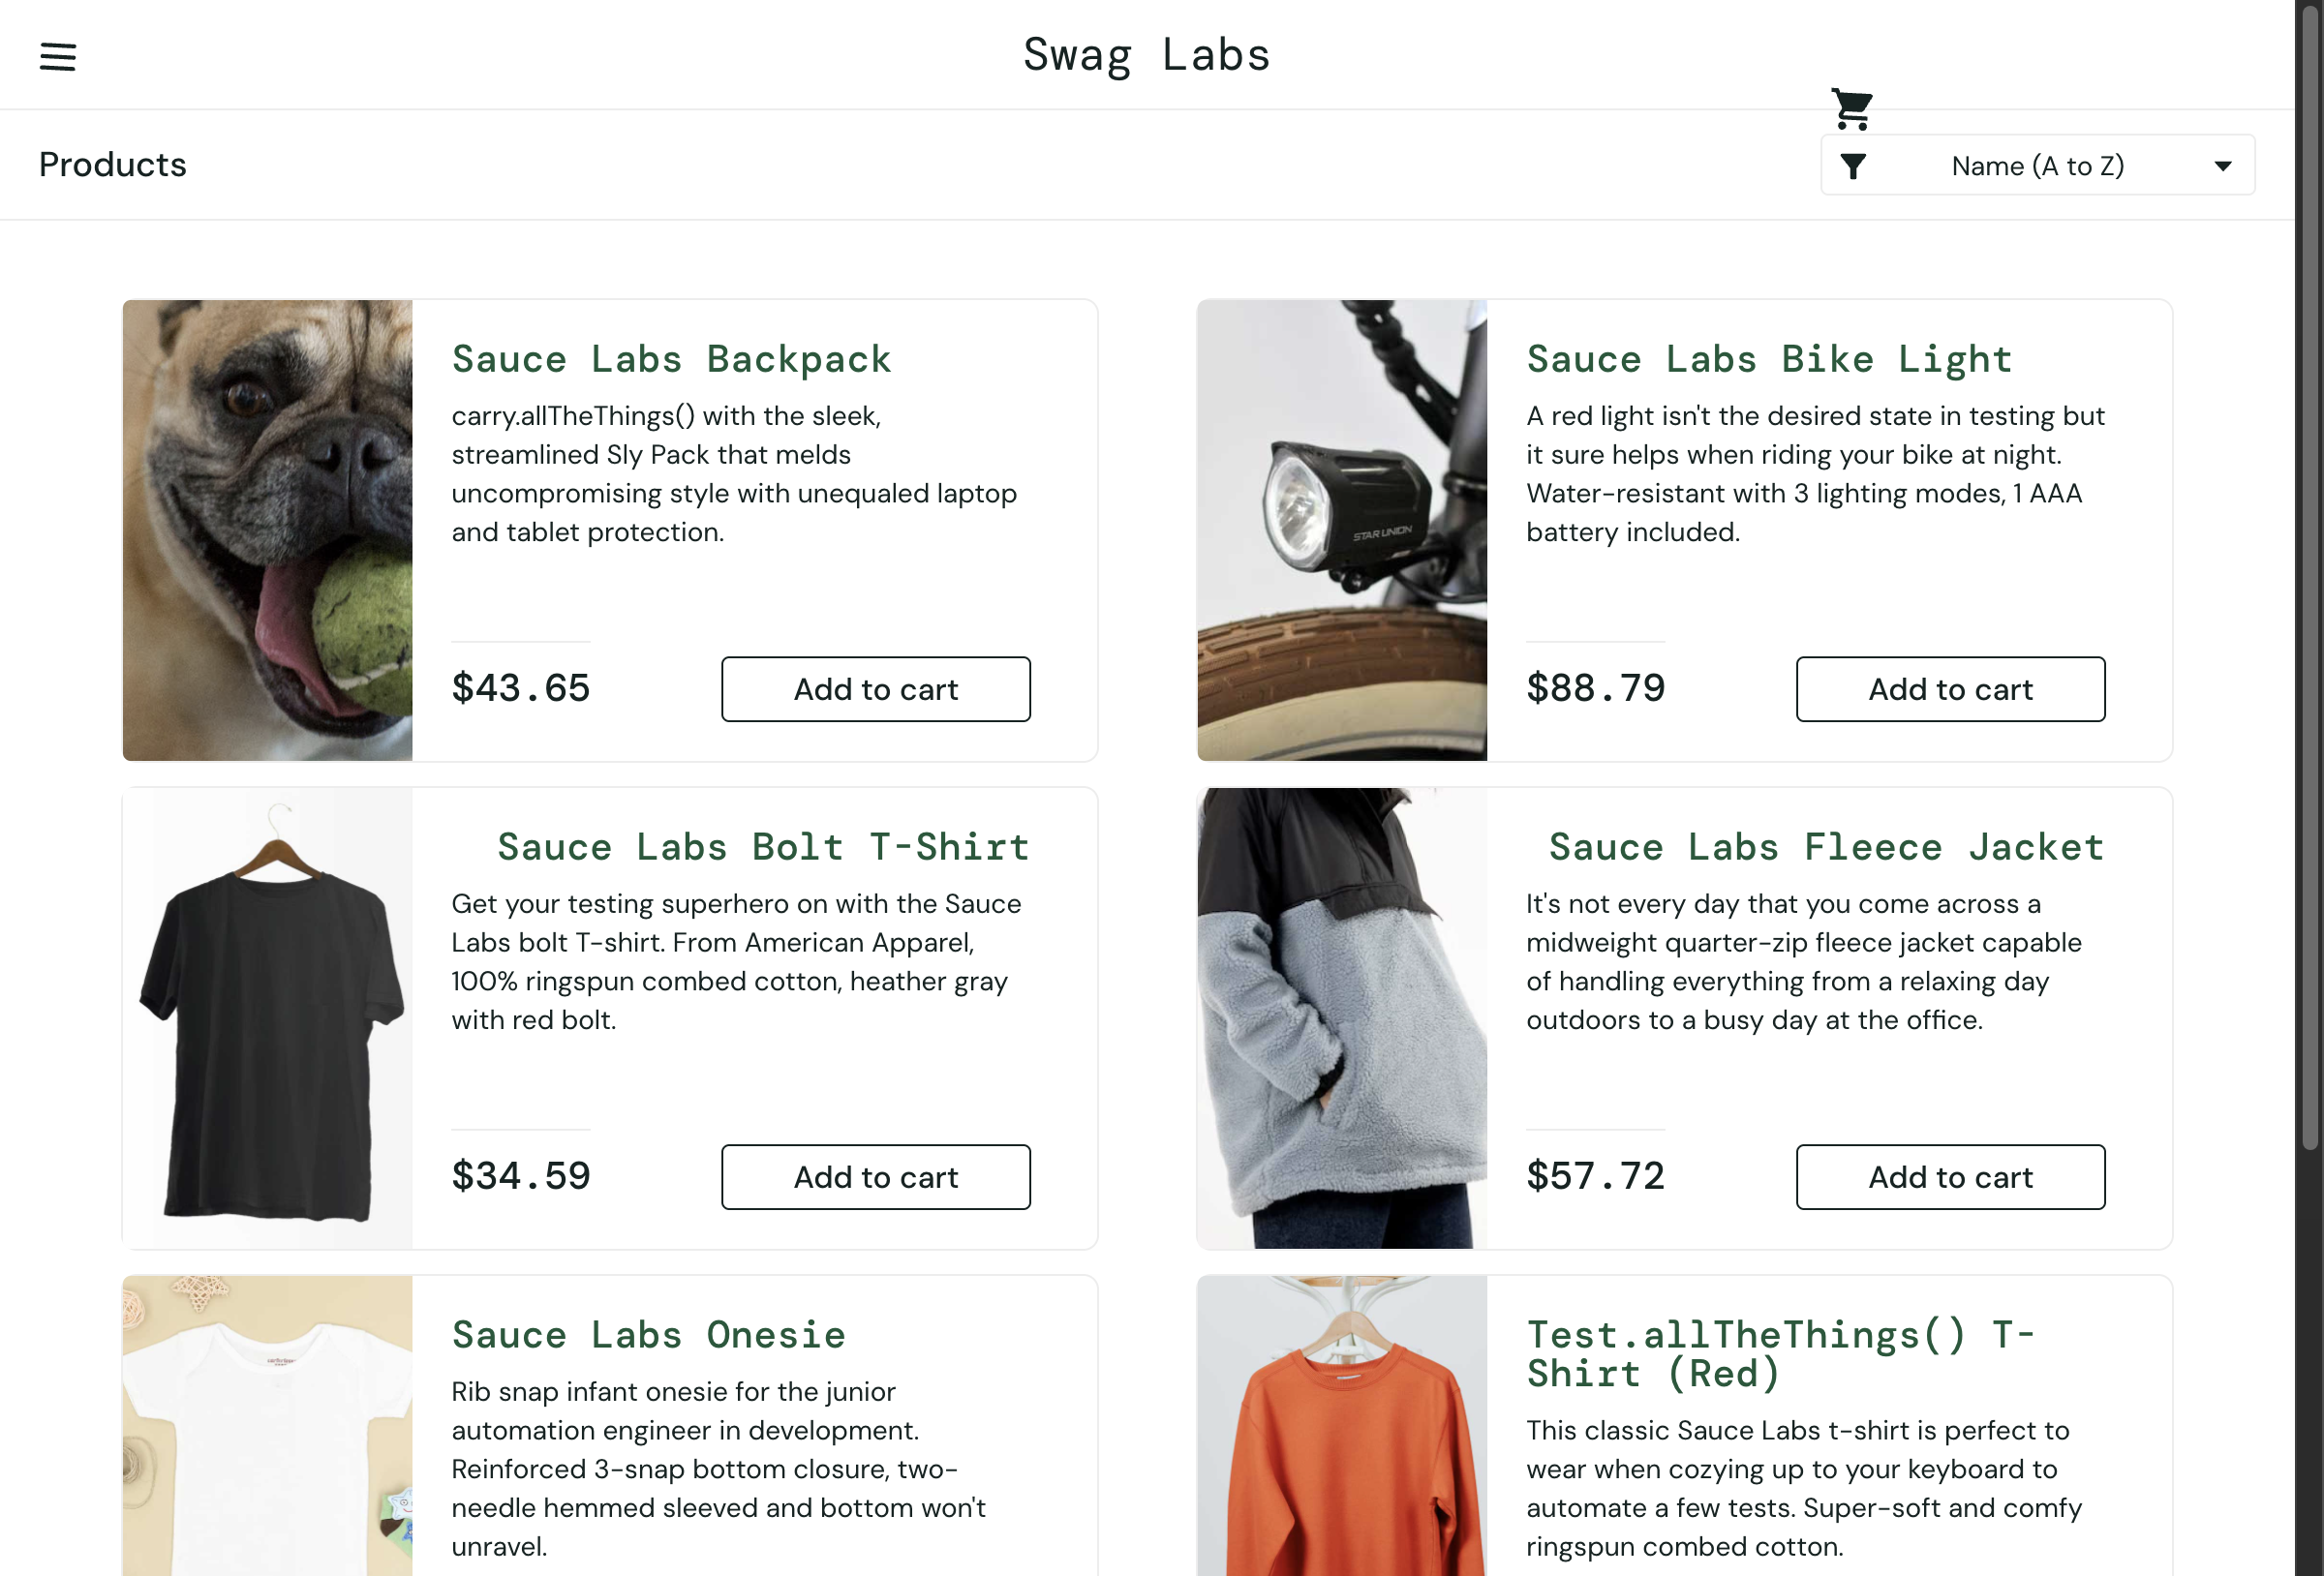 Swag Labs
Products
Name (A to Z)
Sauce Labs Backpack
carry.allTheThings() with the sleek,
streamlined Sly Pack that melds
uncompromising style with unequaled laptop
and tablet protection.
$43.65
Add to cart
STAR UNION
Sauce Labs Bike Light
A red light isn't the desired state in testing but
it sure helps when riding your bike at night.
Water-resistant with 3 lighting modes, 1 AAA
battery included.
$88.79
Add to cart
Sauce Labs Bolt T-Shirt
Get your testing superhero on with the Sauce
Labs bolt T-shirt. From American Apparel,
100% ringspun combed cotton, heather gray
with red bolt.
$34.59
Add to cart
Sauce Labs Fleece Jacket
It's not every day that you come across a
midweight quarter-zip fleece jacket capable
of handling everything from a relaxing day
outdoors to a busy day at the office.
$57.72
Add to cart
Sauce Labs Onesie
Rib snap infant onesie for the junior
automation engineer in development.
Reinforced 3-snap bottom closure, two-
needle hemmed sleeved and bottom won't
unravel.
Test.allTheThings() T-
Shirt (Red)
This classic Sauce Labs t-shirt is perfect to
wear when cozying up to your keyboard to
automate a few tests. Super-soft and comfy
ringspun combed cotton.